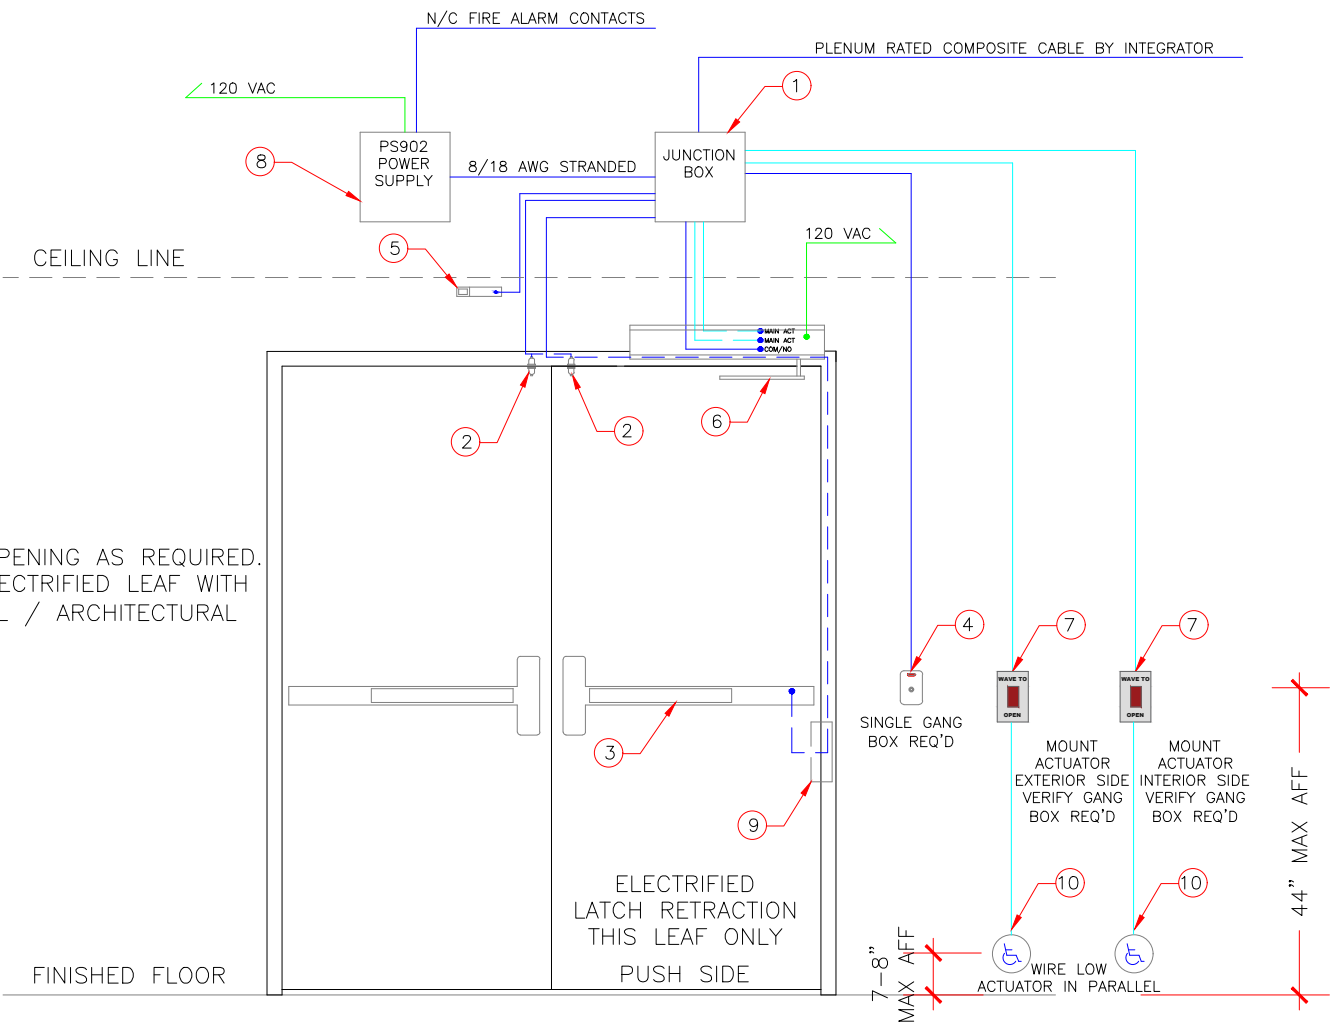 N/C FIRE ALARM CONTACTS
PLENUM RATED COMPOSITE CABLE BY INTEGRATOR
120 VAC
1
PS902
POWER
SUPPLY
8
8/18 AWG STRANDED
JUNCTION
BOX
5
120 VAC
CEILING LINE
MAIN ACT
MAIN ACT
COM/NO
2
2
6
PENING AS REQUIRED.
ECTRIFIED LEAF WITH
L / ARCHITECTURAL
4
7
7
WAVE TO
OPEN
WAVE TO
OPEN
SINGLE GANG
BOX REQ'D
3
9
MOUNT
ACTUATOR
EXTERIOR SIDE
VERIFY GANG
BOX REQ'D
MOUNT
ACTUATOR
INTERIOR SIDE
VERIFY GANG
BOX REQ'D
44" MAX AFF
10
10
ELECTRIFIED
LATCH RETRACTION
THIS LEAF ONLY
PUSH SIDE
7-8"
MAX AFF
WIRE LOW
ACTUATOR IN PARALLEL
FINISHED FLOOR